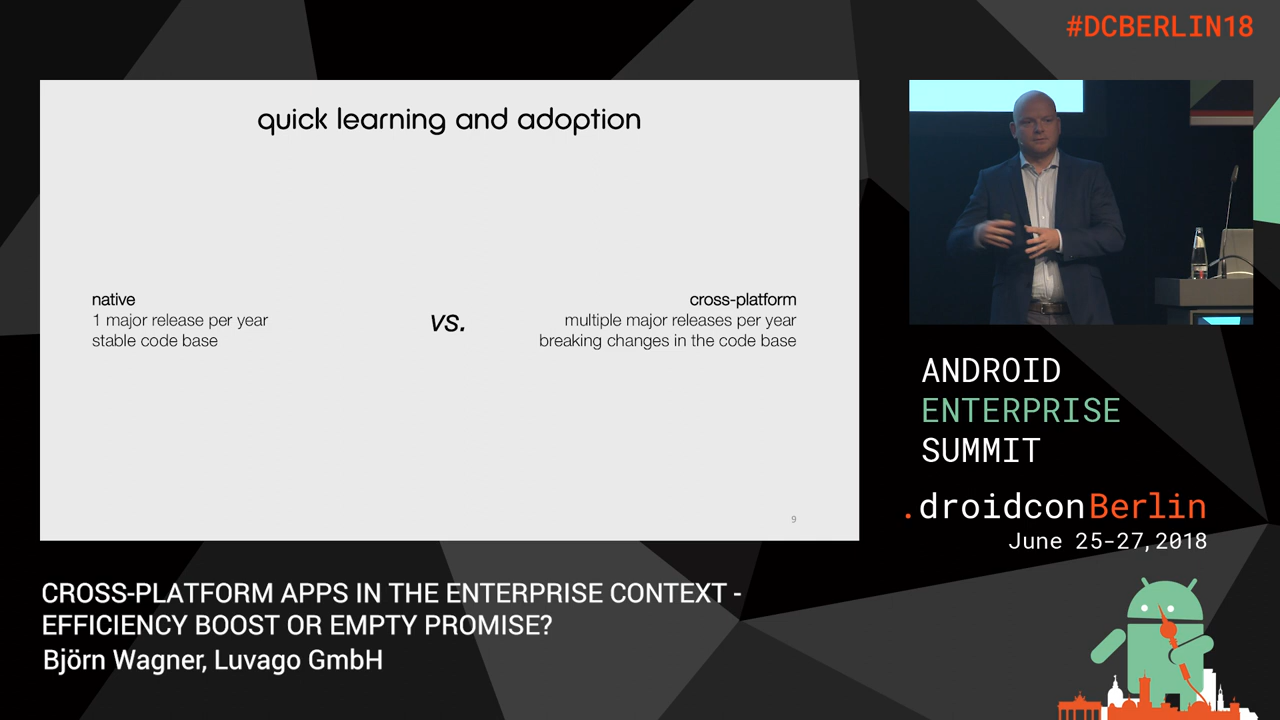 #DCBERLIN18
quick learning and adoption
native
1 major release per year
stable code base
vs.
cross-platform
multiple major releases per year
breaking changes in the code base
9
ANDROID
ENTERPRISE
SUMMIT
.droidconBerlin
June 25-27, 2018
CROSS-PLATFORM APPS IN THE ENTERPRISE CONTEXT -
EFFICIENCY BOOST OR EMPTY PROMISE?
Björn Wagner, Luvago GmbH